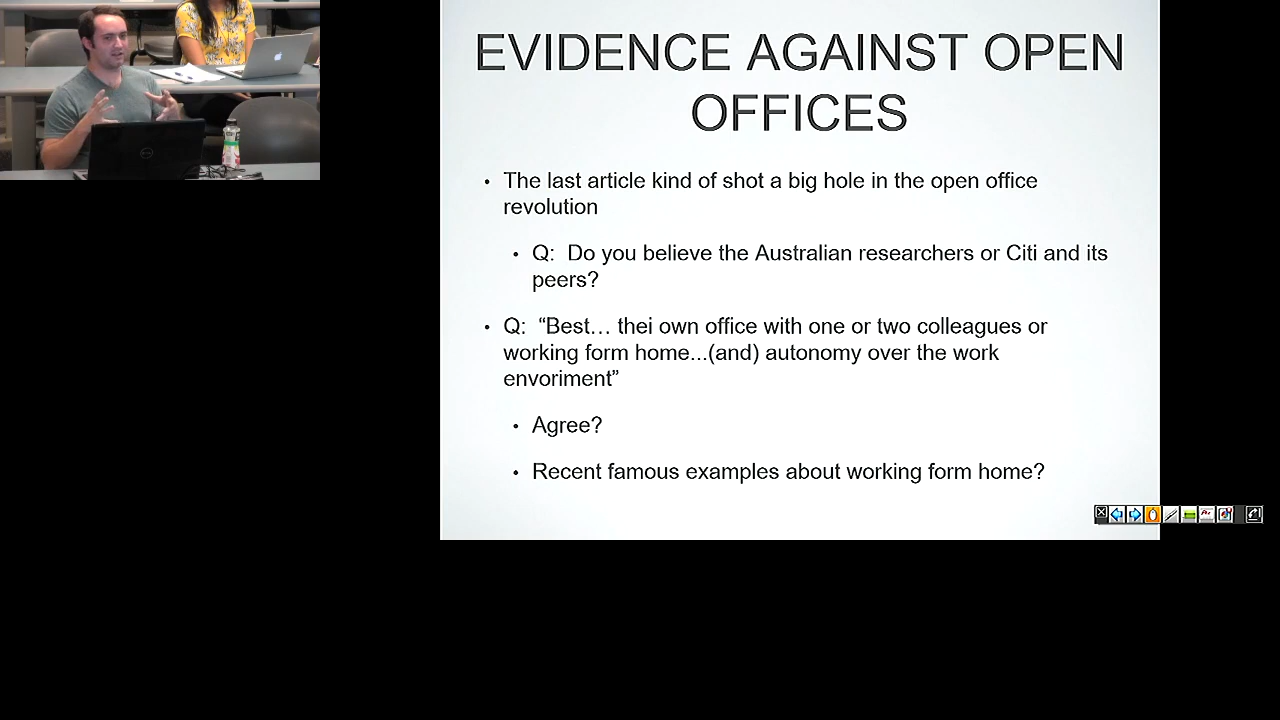 EVIDENCE AGAINST OPEN
OFFICES
• The last article kind of shot a big hole in the open office
revolution
• Q: Do you believe the Australian researchers or Citi and its
peers?
• Q: “Best… thei own office with one or two colleagues or
working form home...(and) autonomy over the work
envoriment”
• Agree?
• Recent famous examples about working form home?